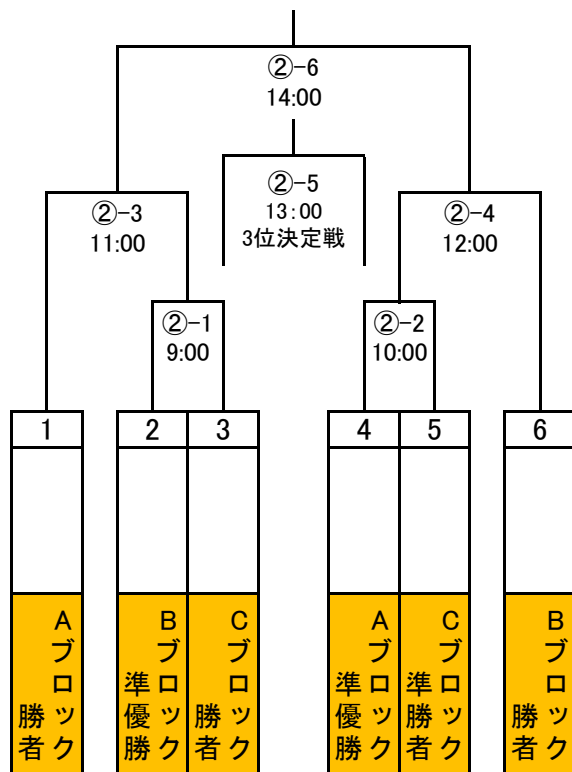 ②-6
14:00
②-5
13:00
3位決定戦
②-3
11:00
②-4
12:00
②-1
9:00
②-2
10:00
1
2
3
4
5
6
Aブロック
勝者
Bブロック
準優勝
Cブロック
勝者
Aブロック
準優勝
Cブロック
準勝者
Bブロック
勝者